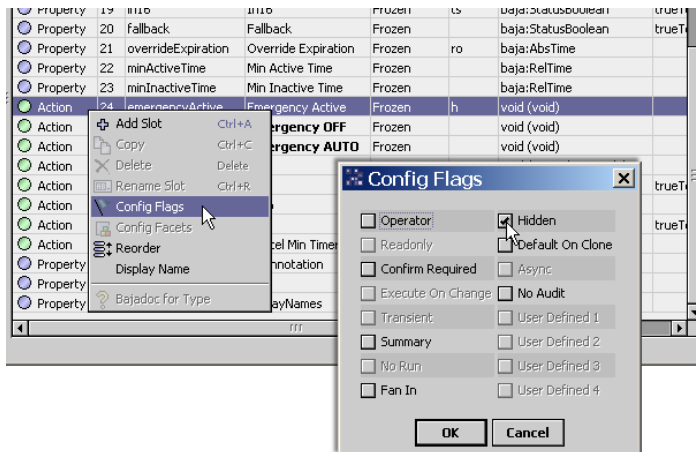 Property 19 in16 In16 Frozen ts baja:StatusBoolean trueT
Property 20 fallback Fallback Frozen baja:StatusBoolean trueT
Property 21 overrideExpiration Override Expiration Frozen ro baja:AbsTime
Property 22 minActiveTime Min Active Time Frozen baja:RelTime
Property 23 minInactiveTime Min Inactive Time Frozen baja:RelTime
Action 24 emergencyActive Emergency Active Frozen h void (void)
Action ergency OFF Frozen void (void)
Action ergency AUTO Frozen void (void)
Action
Action trueT
Action
Action trueT
Action cel Min Timer
Property nnotation
Property
Property ayNames
Add Slot Ctrl+A
Copy Ctrl+C
Delete Delete
Rename Slot Ctrl+R
Config Flags
Config Facets
Reorder
Display Name
Bajadoc for Type
Config Flags
Operator Hidden
Readonly Default On Clone
Confirm Required Async
Execute On Change No Audit
Transient User Defined 1
Summary User Defined 2
No Run User Defined 3
Fan In User Defined 4
OK Cancel